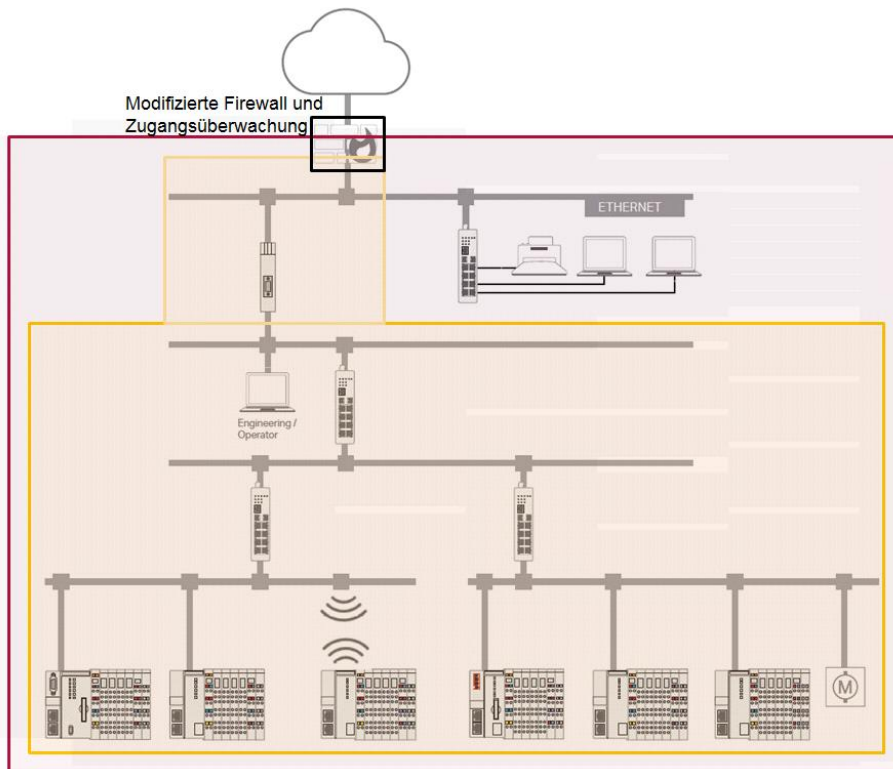 Modifizierte Firewall und
Zugangsüberwachung
ETHERNET
Engineering /
Operator
M